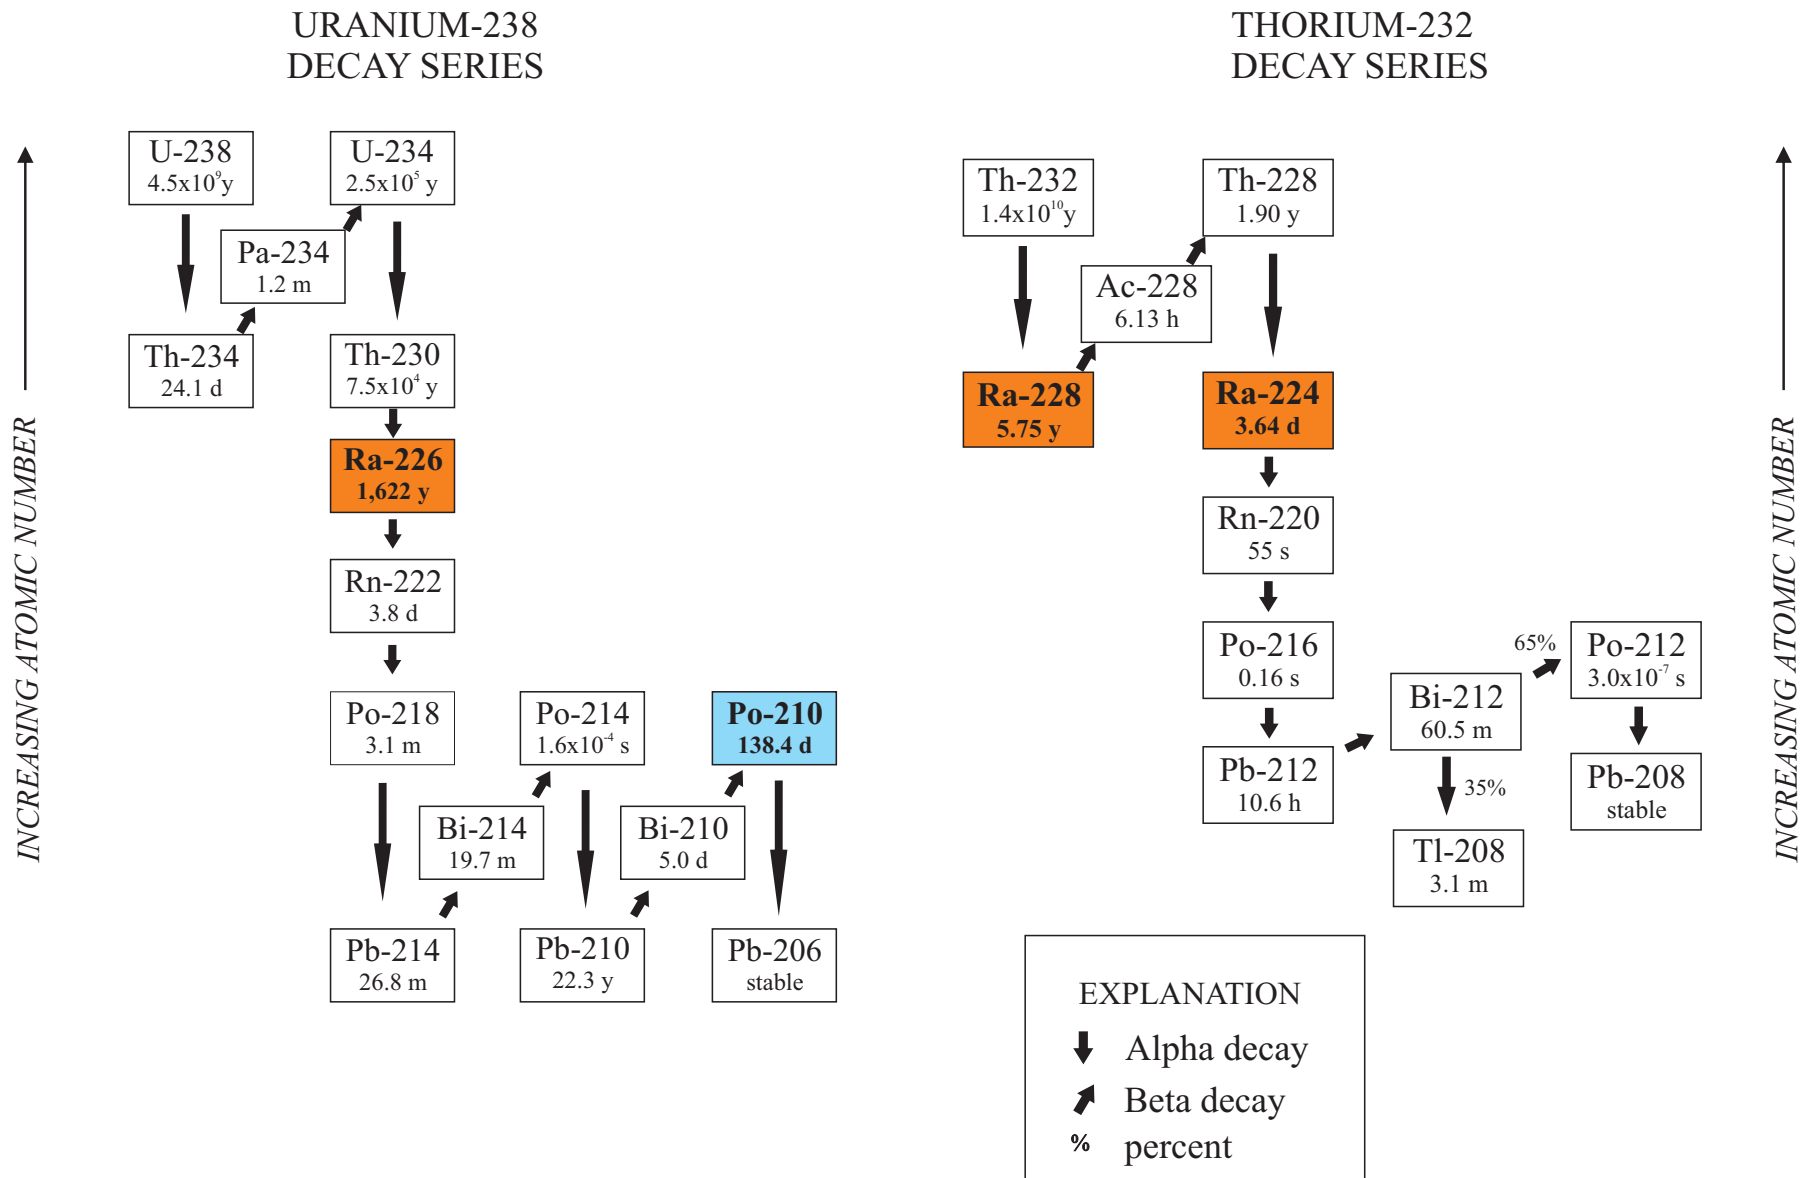 URANIUM-238
DECAY SERIES
THORIUM-232
DECAY SERIES
INCREASING ATOMIC NUMBER
U-238
4.5x10⁹y
U-234
2.5x10⁵ y
Pa-234
1.2 m
Th-234
24.1 d
Th-230
7.5x10⁴ y
Ra-226
1,622 y
Rn-222
3.8 d
Po-218
3.1 m
Po-214
1.6x10⁻⁴ s
Po-210
138.4 d
Bi-214
19.7 m
Bi-210
5.0 d
Pb-214
26.8 m
Pb-210
22.3 y
Pb-206
stable
Th-232
1.4x10¹⁰y
Th-228
1.90 y
Ac-228
6.13 h
Ra-228
5.75 y
Ra-224
3.64 d
Rn-220
55 s
Po-216
0.16 s
Pb-212
10.6 h
Bi-212
60.5 m
65%
Po-212
3.0x10⁻⁷ s
35%
Pb-208
stable
Tl-208
3.1 m
INCREASING ATOMIC NUMBER
EXPLANATION
Alpha decay
Beta decay
% percent